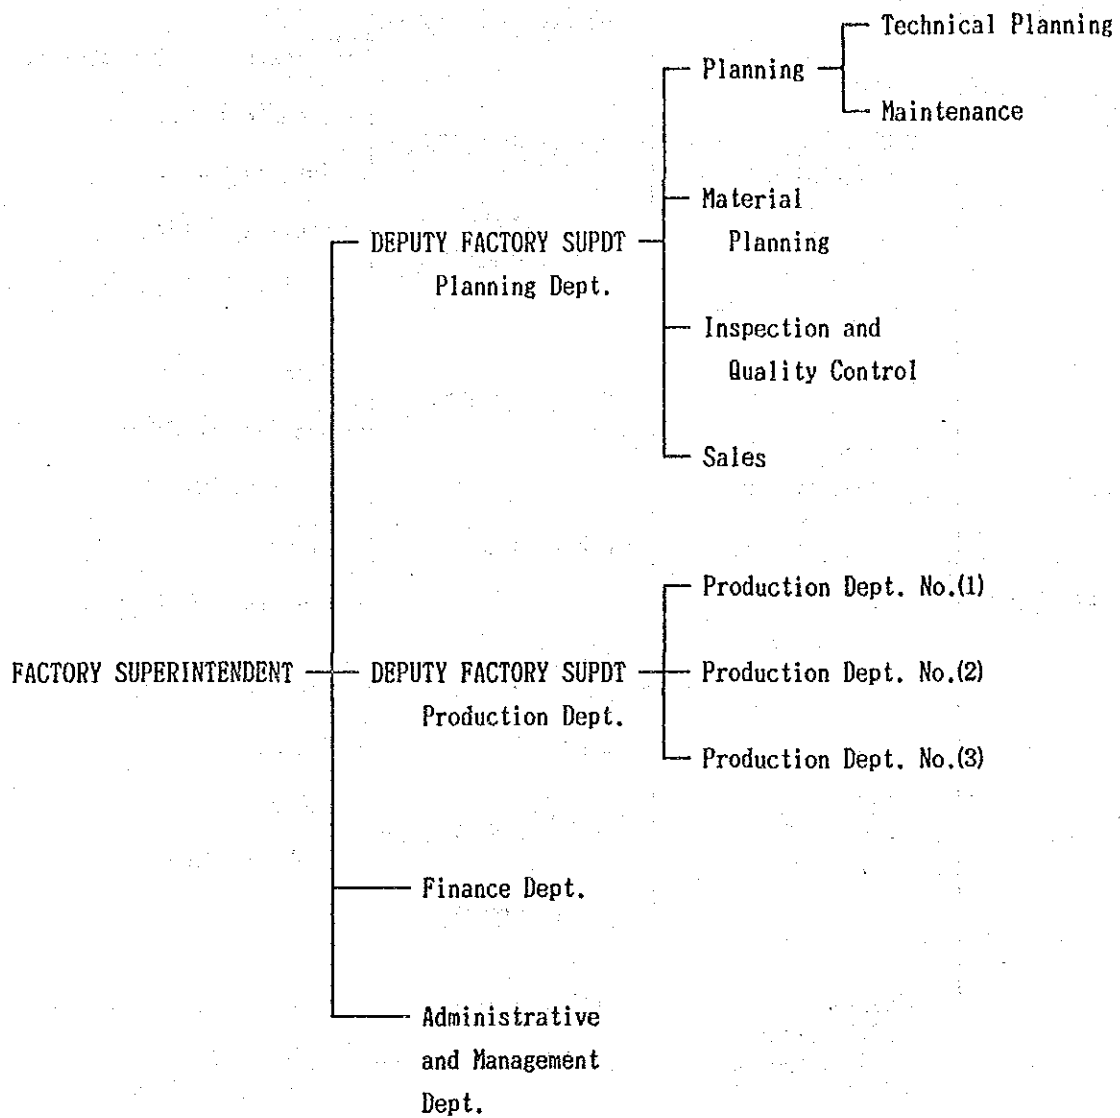 Technical Planning
Planning
Maintenance
Material
Planning
DEPUTY FACTORY SUPDT
Planning Dept.
Inspection and
Quality Control
Sales
Production Dept. No.(1)
FACTORY SUPERINTENDENT
DEPUTY FACTORY SUPDT
Production Dept. No.(2)
Production Dept.
Production Dept. No.(3)
Finance Dept.
Administrative
and Management
Dept.